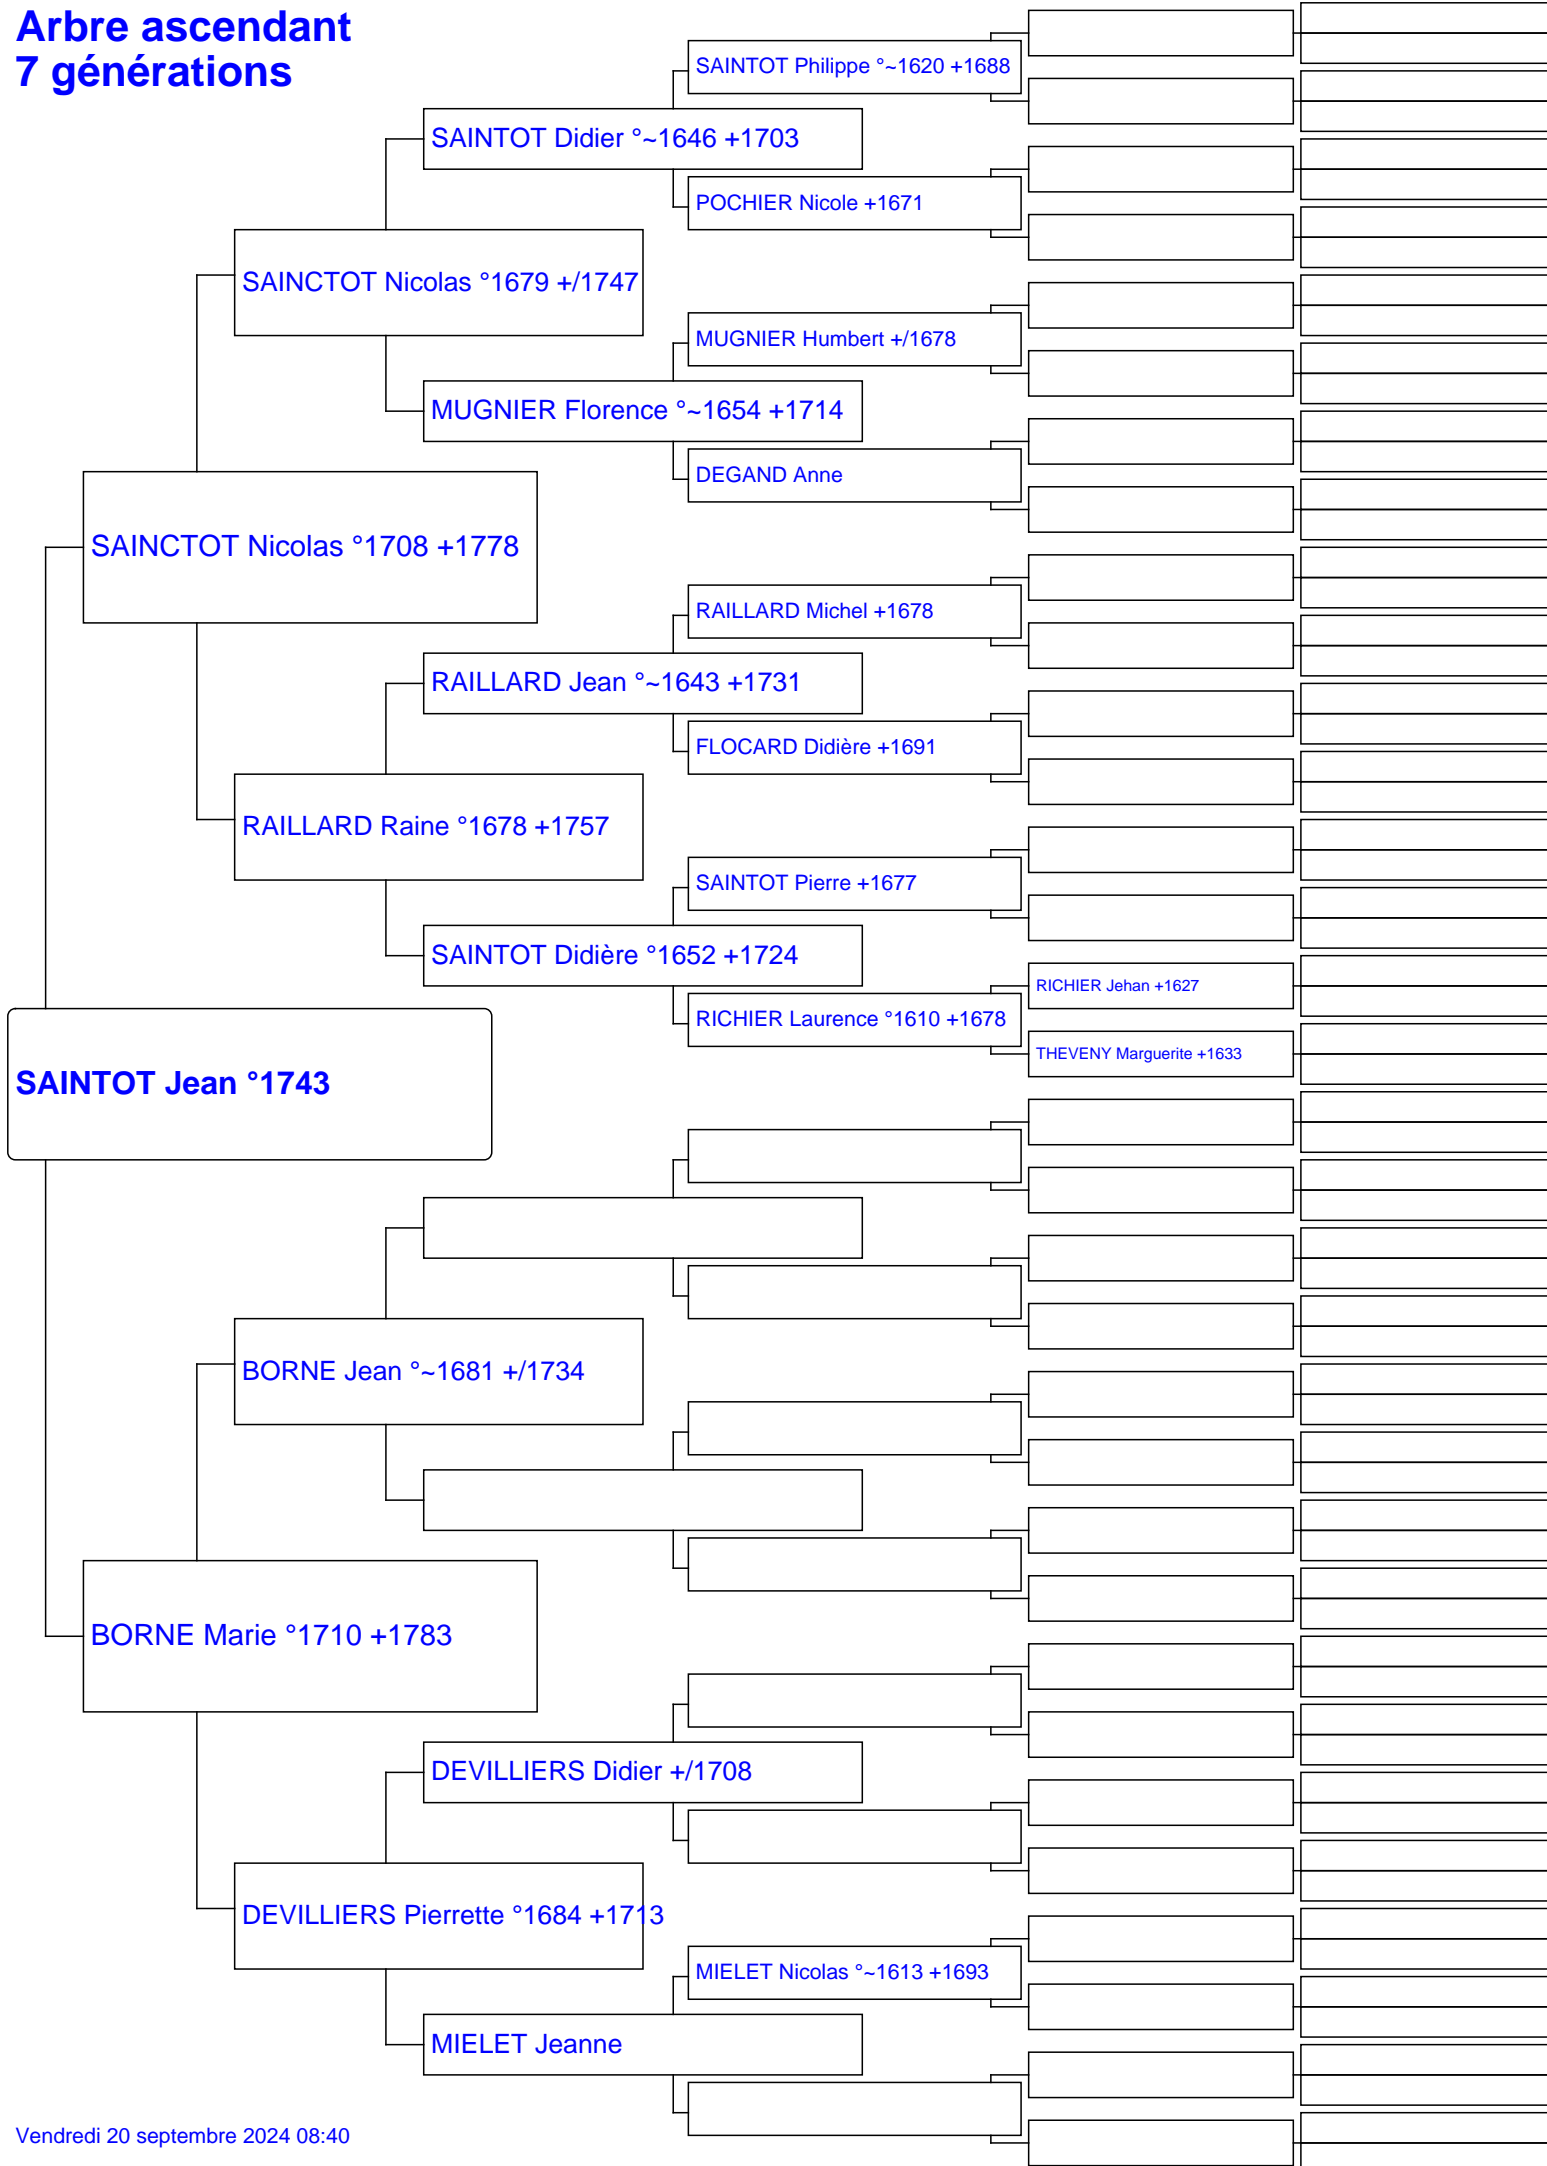 Arbre ascendant
7 générations
SAINTOT Philippe °~1620 +1688
SAINTOT Didier °~1646 +1703
POCHIER Nicole +1671
SAINCTOT Nicolas °1679 +/1747
MUGNIER Humbert +/1678
MUGNIER Florence °~1654 +1714
DEGAND Anne
SAINCTOT Nicolas °1708 +1778
RAILLARD Michel +1678
RAILLARD Jean °~1643 +1731
FLOCARD Didière +1691
RAILLARD Raine °1678 +1757
SAINTOT Pierre +1677
SAINTOT Didière °1652 +1724
RICHIER Jehan +1627
RICHIER Laurence °1610 +1678
THEVENY Marguerite +1633
SAINTOT Jean °1743
BORNE Jean °~1681 +/1734
BORNE Marie °1710 +1783
DEVILLIERS Didier +/1708
DEVILLIERS Pierrette °1684 +1713
MIELET Nicolas °~1613 +1693
MIELET Jeanne
Vendredi 20 septembre 2024 08:40